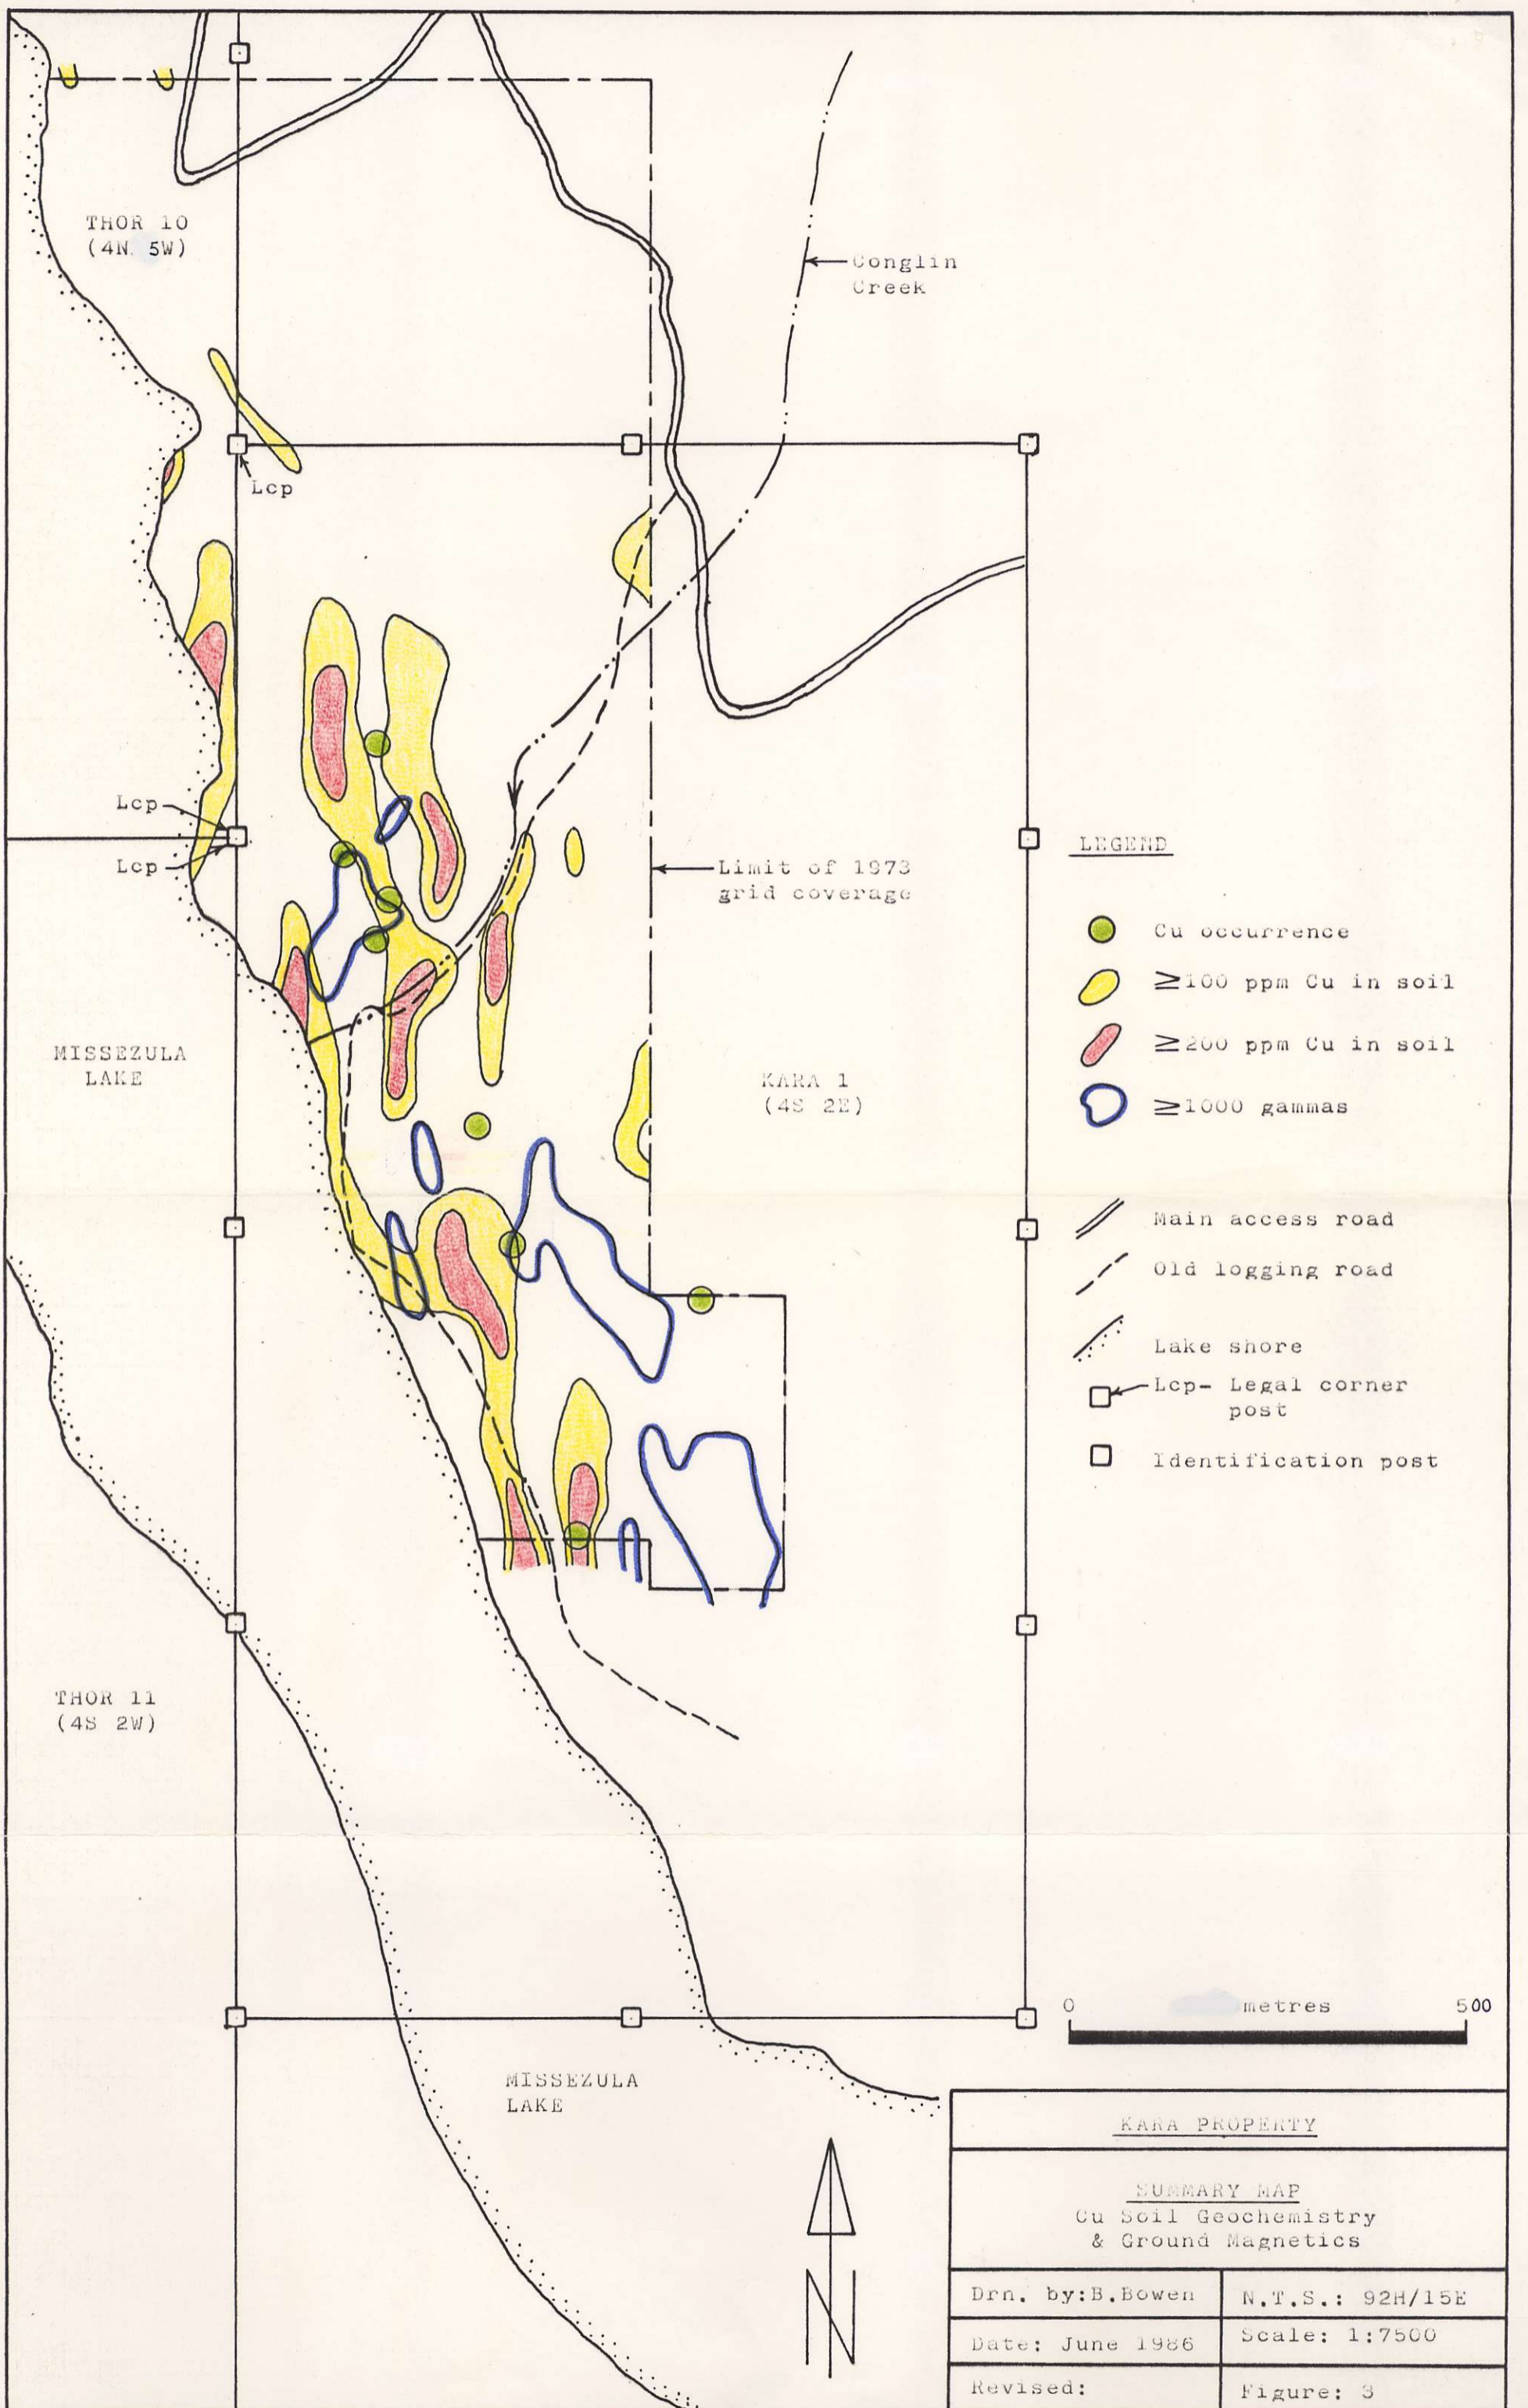 THOR 10
(4N 5W)
Conglin
Creek
Lcp
Lcp
Lcp
Limit of 1973
grid coverage
MISSEZULA
LAKE
KARA 1
(4S 2E)
THOR 11
(4S 2W)
MISSEZULA
LAKE
LEGEND
Cu occurrence
≥100 ppm Cu in soil
≥200 ppm Cu in soil
≥1000 gammas
Main access road
Old logging road
Lake shore
Lcp- Legal corner
post
Identification post
0 metres 500
N
KARA PROPERTY
SUMMARY MAP
Cu Soil Geochemistry
& Ground Magnetics
Drn. by:B.Bowen
N.T.S.: 92H/15E
Date: June 1986
Scale: 1:7500
Revised:
Figure: 3